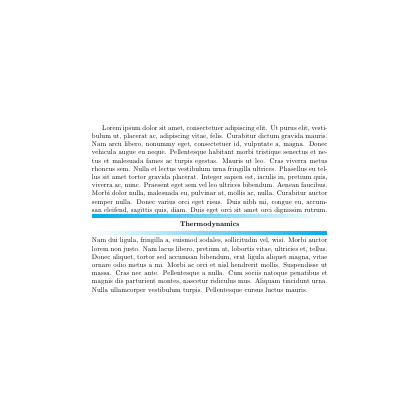 Lorem ipsum dolor sit amet, consectetuer adipiscing elit. Ut purus elit, vesti-
bulum ut, placerat ac, adipiscing vitae, felis. Curabitur dictum gravida mauris.
Nam arcu libero, nonummy eget, consectetuer id, vulputate a, magna. Donec
vehicula augue eu neque. Pellentesque habitant morbi tristique senectus et ne-
tus et malesuada fames ac turpis egestas. Mauris ut leo. Cras viverra metus
rhoncus sem. Nulla et lectus vestibulum urna fringilla ultrices. Phasellus eu tel-
lus sit amet tortor gravida placerat. Integer sapien est, iaculis in, pretium quis,
viverra ac, nunc. Praesent eget sem vel leo ultrices bibendum. Aenean faucibus.
Morbi dolor nulla, malesuada eu, pulvinar at, mollis ac, nulla. Curabitur auctor
semper nulla. Donec varius orci eget risus. Duis nibh mi, congue eu, accum-
san eleifend, sagittis quis, diam. Duis eget orci sit amet orci dignissim rutrum.
Thermodynamics
Nam dui ligula, fringilla a, euismod sodales, sollicitudin vel, wisi. Morbi auctor
lorem non justo. Nam lacus libero, pretium at, lobortis vitae, ultricies et, tellus.
Donec aliquet, tortor sed accumsan bibendum, erat ligula aliquet magna, vitae
ornare odio metus a mi. Morbi ac orci et nisl hendrerit mollis. Suspendisse ut
massa. Cras nec ante. Pellentesque a nulla. Cum sociis natoque penatibus et
magnis dis parturient montes, nascetur ridiculus mus. Aliquam tincidunt urna.
Nulla ullamcorper vestibulum turpis. Pellentesque cursus luctus mauris.